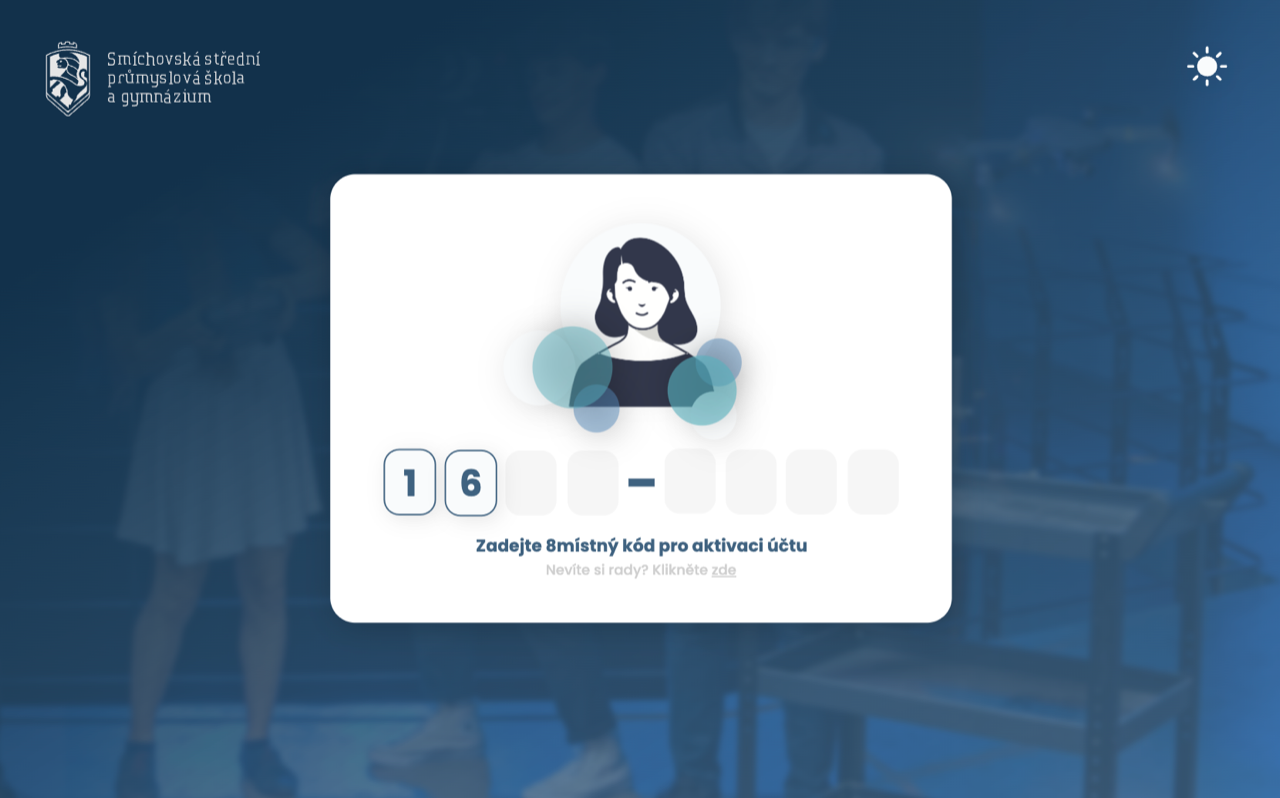 Smíchovská střední
průmyslová škola
a gymnázium
1 6 –
Zadejte 8místný kód pro aktivaci účtu
Nevíte si rady? Klikněte zde